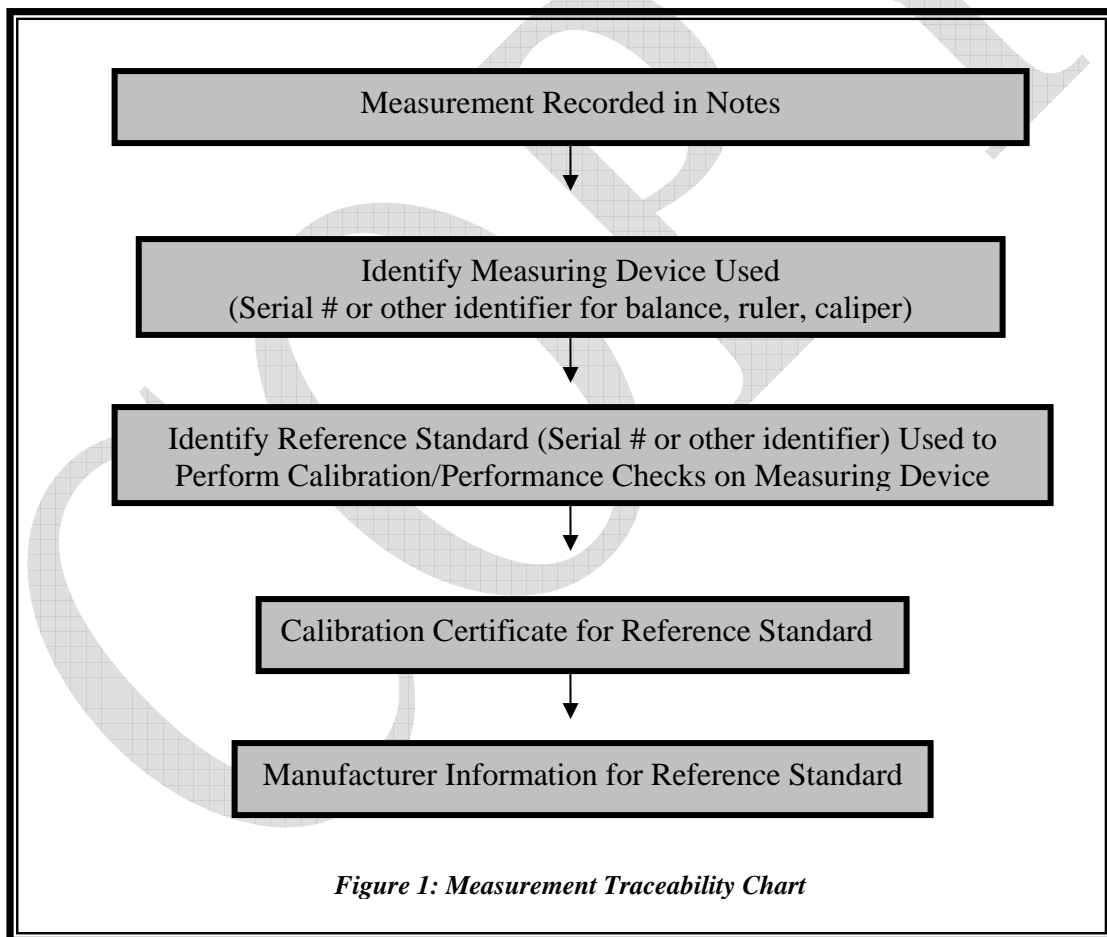 Measurement Recorded in Notes
Identify Measuring Device Used
(Serial # or other identifier for balance, ruler, caliper)
Identify Reference Standard (Serial # or other identifier) Used to
Perform Calibration/Performance Checks on Measuring Device
Calibration Certificate for Reference Standard
Manufacturer Information for Reference Standard
Figure 1: Measurement Traceability Chart
COPY